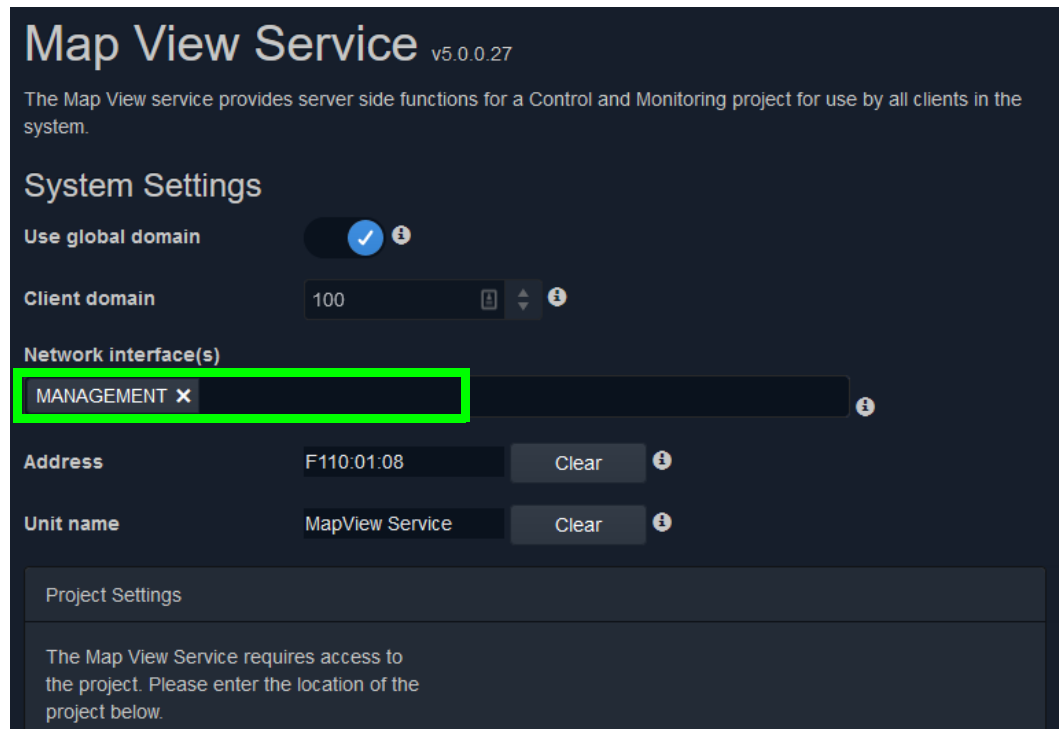 Map View Service v5.0.0.27
The Map View service provides server side functions for a Control and Monitoring project for use by all clients in the
system.
System Settings
Use global domain
Client domain 100
Network interface(s)
MANAGEMENT ×
Address F110:01:08 Clear
Unit name MapView Service Clear
Project Settings
The Map View Service requires access to
the project. Please enter the location of the
project below.